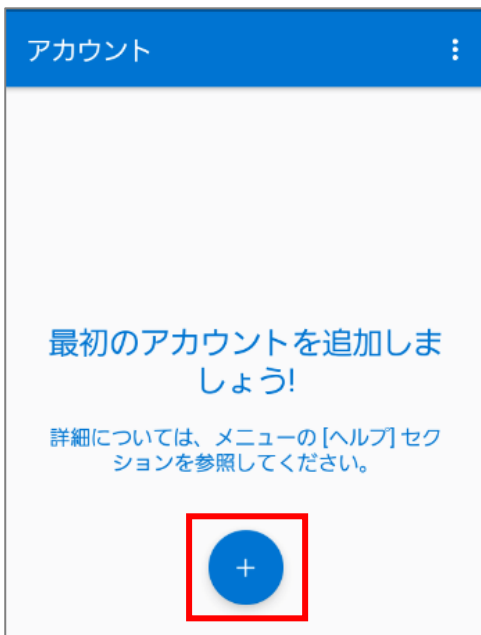 アカウント
最初のアカウントを追加しま
しょう!
詳細については、メニューの [ヘルプ] セク
ションを参照してください。
+